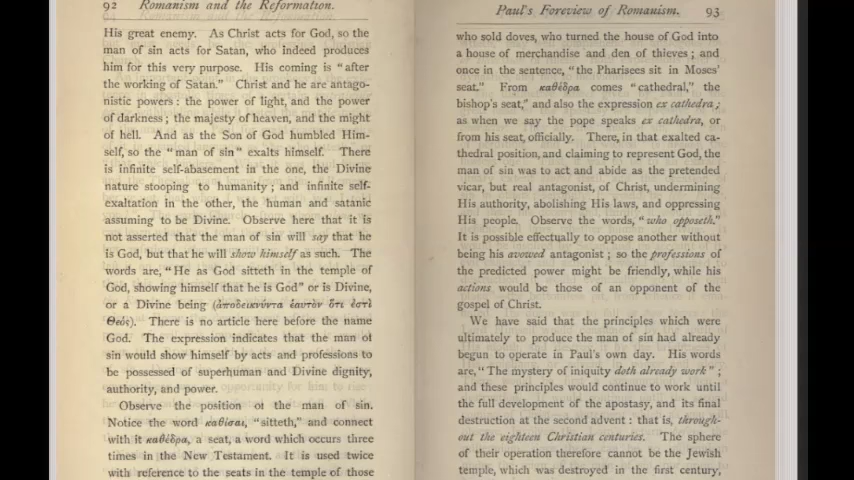 92 Romanism and the Reformation.
His great enemy. As Christ acts for God, so the
man of sin acts for Satan, who indeed produces
him for this very purpose. His coming is "after
the working of Satan." Christ and he are antago-
nistic powers : the power of light, and the power
of darkness ; the majesty of heaven, and the might
of hell. And as the Son of God humbled Him-
self, so the "man of sin" exalts himself. There
is infinite self-abasement in the one, the Divine
nature stooping to humanity ; and infinite self-
exaltation in the other, the human and satanic
assuming to be Divine. Observe here that it is
not asserted that the man of sin will say that he
is God, but that he will show himself as such. The
words are, "He as God sitteth in the temple of
God, showing himself that he is God" or is Divine,
or a Divine being (ἀποδεικνύντα ἑαυτὸν ὅτι ἐστὶ
Θεός). There is no article here before the name
God. The expression indicates that the man of
sin would show himself by acts and professions to
be possessed of superhuman and Divine dignity,
authority, and power.
Observe the position of the man of sin.
Notice the word καθίσαι, "sitteth," and connect
with it καθέδρα, a seat, a word which occurs three
times in the New Testament. It is used twice
with reference to the seats in the temple of those
Paul's Foreview of Romanism. 93
who sold doves, who turned the house of God into
a house of merchandise and den of thieves ; and
once in the sentence, "the Pharisees sit in Moses'
seat." From καθέδρα comes "cathedral," the
bishop's seat," and also the expression ex cathedra ;
as when we say the pope speaks ex cathedra, or
from his seat, officially. There, in that exalted ca-
thedral position, and claiming to represent God, the
man of sin was to act and abide as the pretended
vicar, but real antagonist, of Christ, undermining
His authority, abolishing His laws, and oppressing
His people. Observe the words, "who opposeth."
It is possible effectually to oppose another without
being his avowed antagonist ; so the professions of
the predicted power might be friendly, while his
actions would be those of an opponent of the
gospel of Christ.
We have said that the principles which were
ultimately to produce the man of sin had already
begun to operate in Paul's own day. His words
are, "The mystery of iniquity doth already work" ;
and these principles would continue to work until
the full development of the apostasy, and its final
destruction at the second advent : that is, through-
out the eighteen Christian centuries. The sphere
of their operation therefore cannot be the Jewish
temple, which was destroyed in the first century,